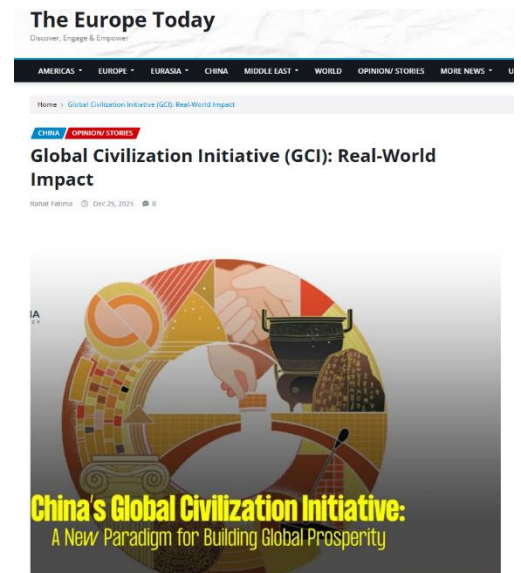 The Europe Today
Discover, Engage & Empower
AMERICAS EUROPE EURASIA CHINA MIDDLE EAST WORLD OPINION/ STORIES MORE NEWS U
Home > Global Civilization Initiative (GCI): Real-World Impact
CHINA OPINION/ STORIES
Global Civilization Initiative (GCI): Real-World
Impact
Rahat Fatima Dec 25, 2025 0
China's Global Civilization Initiative:
A New Paradigm for Building Global Prosperity